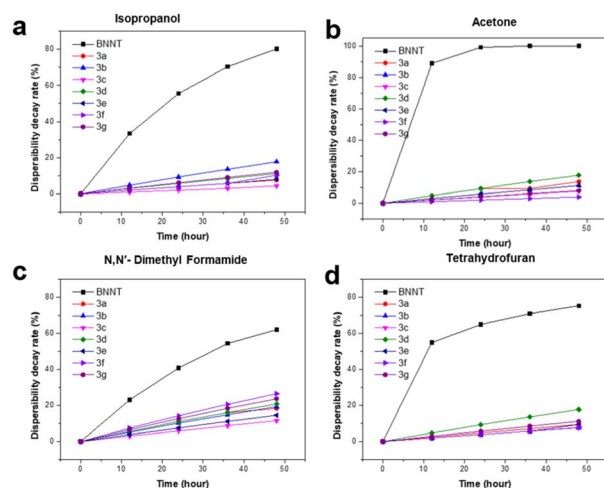 a
Isopropanol
Dispersibility decay rate (%)
80
60
40
20
0
BNNT
3a
3b
3c
3d
3e
3f
3g
0 10 20 30 40 50
Time (hour)
b
Acetone
Dispersibility decay rate (%)
100
80
60
40
20
0
BNNT
3a
3b
3c
3d
3e
3f
3g
0 10 20 30 40 50
Time (hour)
c
N,N′- Dimethyl Formamide
Dispersibility decay rate (%)
80
60
40
20
0
BNNT
3a
3b
3c
3d
3e
3f
3g
0 10 20 30 40 50
Time (hour)
d
Tetrahydrofuran
Dispersibility decay rate (%)
80
60
40
20
0
BNNT
3a
3b
3c
3d
3e
3f
3g
0 10 20 30 40 50
Time (hour)